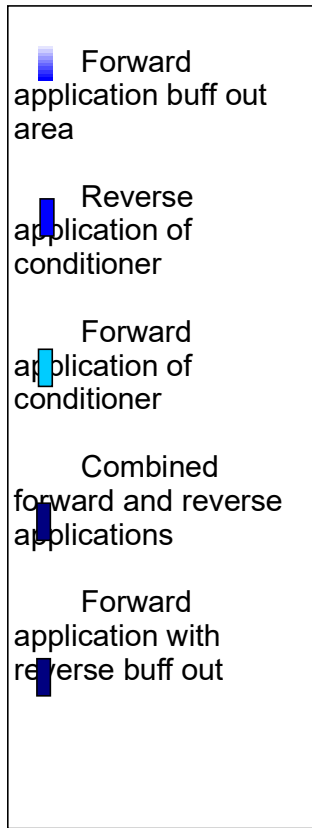 Forward
application buff out
area
Reverse
application of
conditioner
Forward
application of
conditioner
Combined
forward and reverse
applications
Forward
application with
reverse buff out